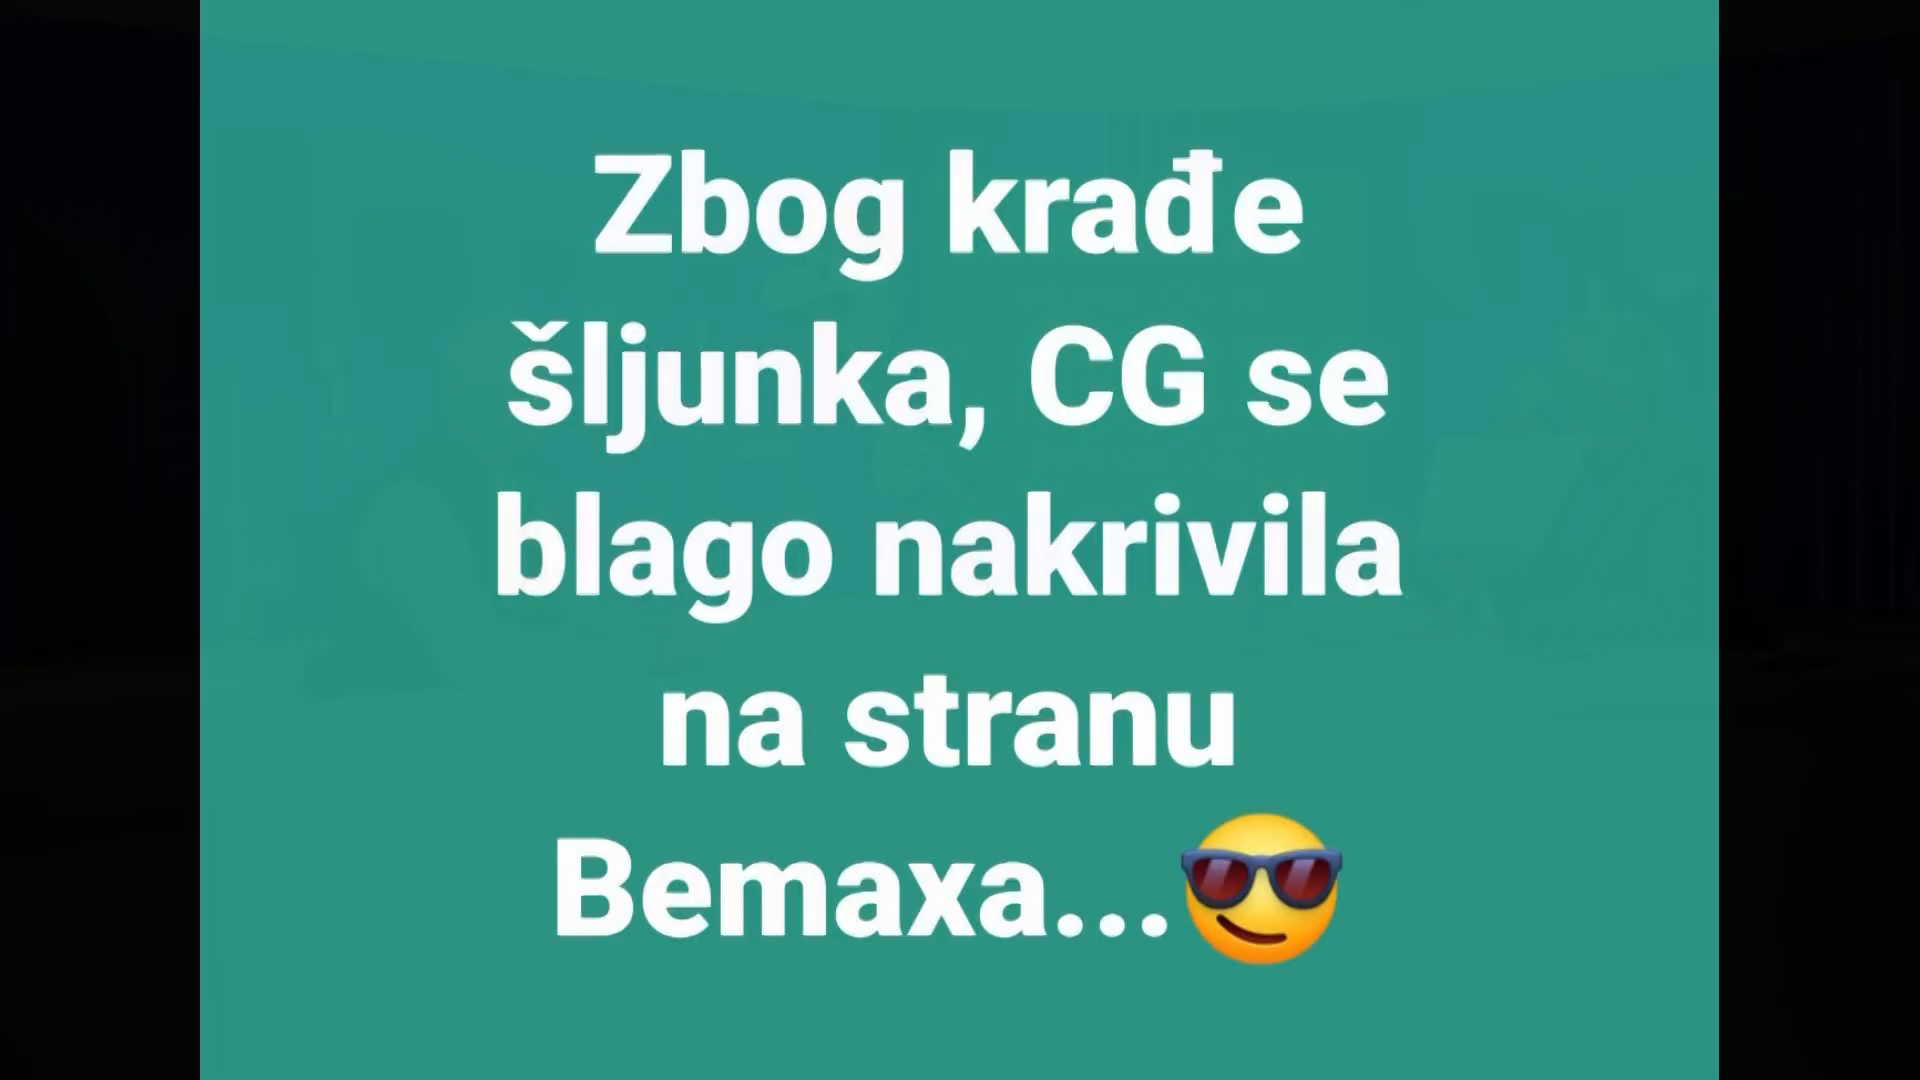 Zbog krađe
šljunka, CG se
blago nakrivila
na stranu
Bemaxa...😎